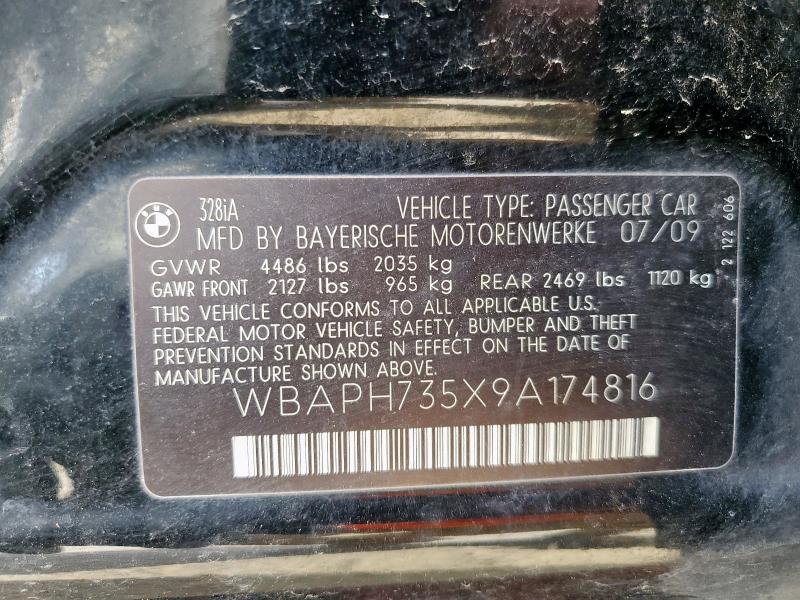 BMW
328iA VEHICLE TYPE: PASSENGER CAR
MFD BY BAYERISCHE MOTORENWERKE 07/09
GVWR 4486 lbs 2035 kg
GAWR FRONT 2127 lbs 965 kg REAR 2469 lbs 1120 kg
THIS VEHICLE CONFORMS TO ALL APPLICABLE U.S.
FEDERAL MOTOR VEHICLE SAFETY, BUMPER AND THEFT
PREVENTION STANDARDS IN EFFECT ON THE DATE OF
MANUFACTURE SHOWN ABOVE.
WBAPH735X9A174816
2 122 606